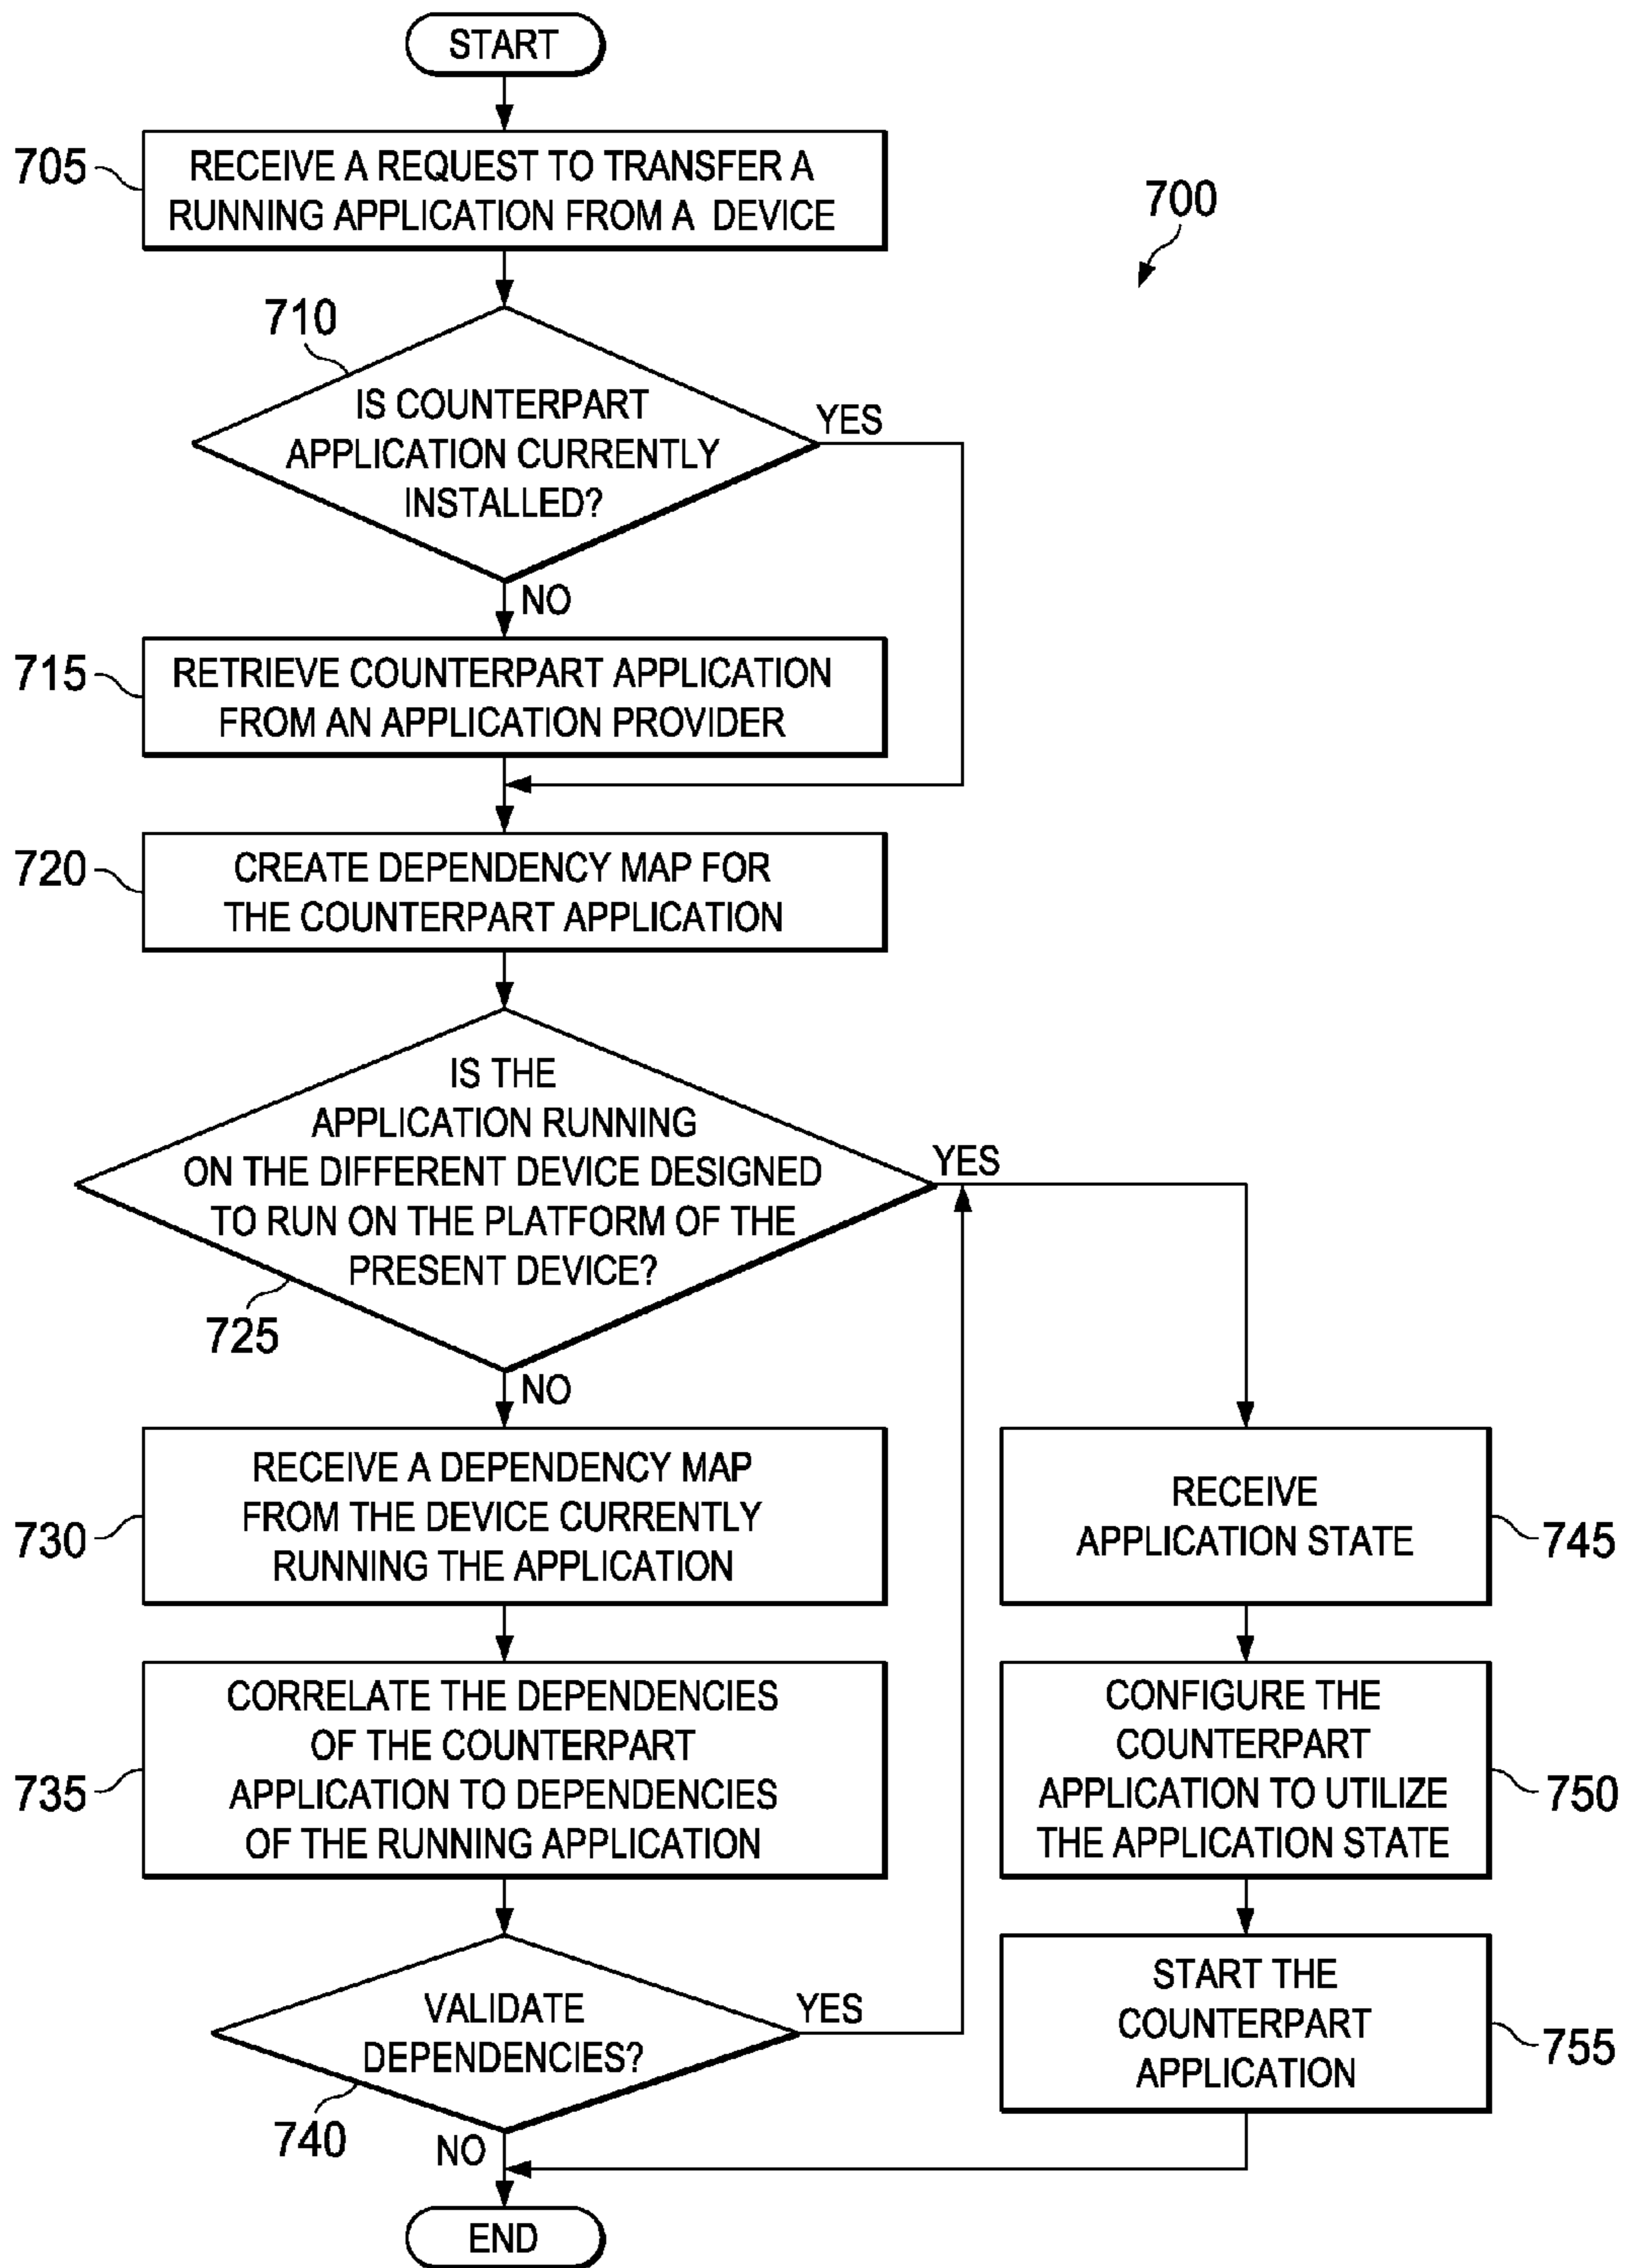 START
705
RECEIVE A REQUEST TO TRANSFER A
RUNNING APPLICATION FROM A DEVICE
700
710
IS COUNTERPART
APPLICATION CURRENTLY
INSTALLED?
YES
NO
715
RETRIEVE COUNTERPART APPLICATION
FROM AN APPLICATION PROVIDER
720
CREATE DEPENDENCY MAP FOR
THE COUNTERPART APPLICATION
IS THE
APPLICATION RUNNING
ON THE DIFFERENT DEVICE DESIGNED
TO RUN ON THE PLATFORM OF THE
PRESENT DEVICE?
YES
725
NO
730
RECEIVE A DEPENDENCY MAP
FROM THE DEVICE CURRENTLY
RUNNING THE APPLICATION
735
CORRELATE THE DEPENDENCIES
OF THE COUNTERPART
APPLICATION TO DEPENDENCIES
OF THE RUNNING APPLICATION
VALIDATE
DEPENDENCIES?
YES
740
NO
RECEIVE
APPLICATION STATE
745
CONFIGURE THE
COUNTERPART
APPLICATION TO UTILIZE
THE APPLICATION STATE
750
START THE
COUNTERPART
APPLICATION
755
END